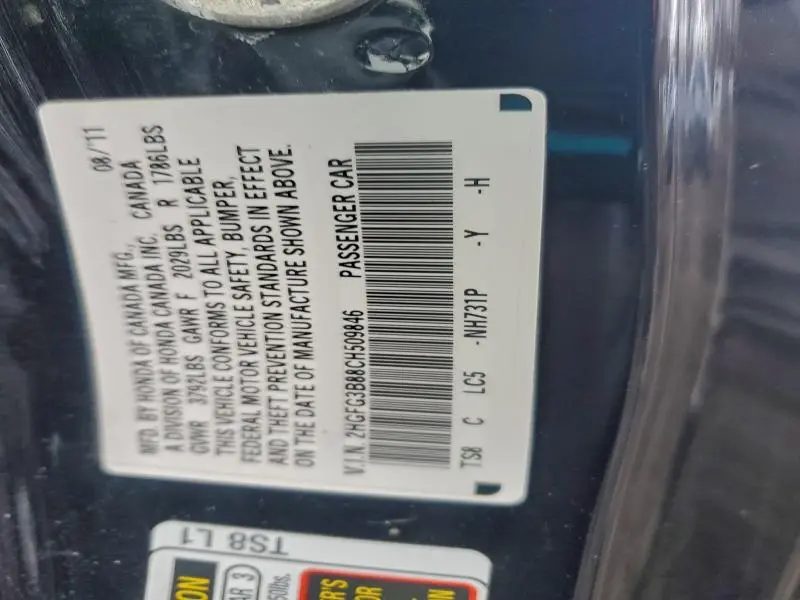 MFD. BY HONDA OF CANADA MFG., 08/'11
A DIVISION OF HONDA CANADA INC. CANADA
GVWR 3792LBS GAWR F 2029LBS R 1786LBS
THIS VEHICLE CONFORMS TO ALL APPLICABLE
FEDERAL MOTOR VEHICLE SAFETY, BUMPER,
AND THEFT PREVENTION STANDARDS IN EFFECT
ON THE DATE OF MANUFACTURE SHOWN ABOVE.
V.I.N. 2HGFG3B88CH509846 PASSENGER CAR
TS8 C LC5 -NH731P -Y -H
TS8 L1